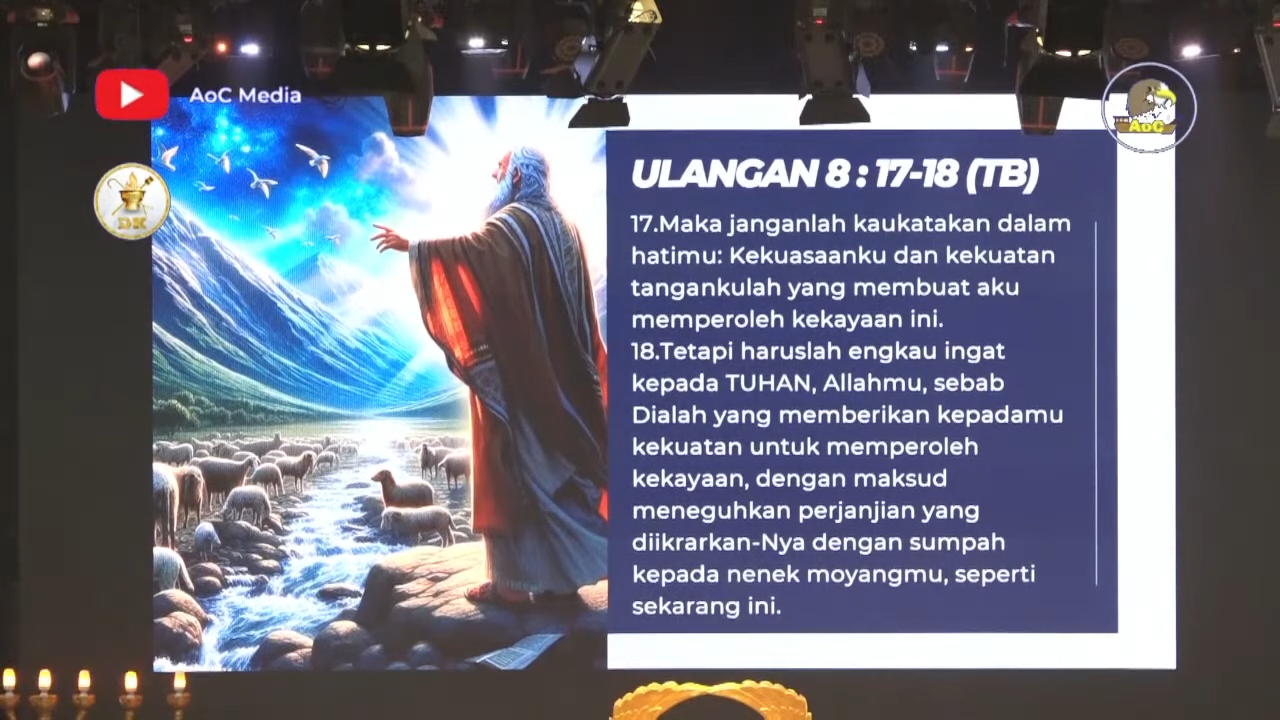 AoC Media
AoC
DK
ULANGAN 8 : 17-18 (TB)
17.Maka janganlah kaukatakan dalam
hatimu: Kekuasaanku dan kekuatan
tangankulah yang membuat aku
memperoleh kekayaan ini.
18.Tetapi haruslah engkau ingat
kepada TUHAN, Allahmu, sebab
Dialah yang memberikan kepadamu
kekuatan untuk memperoleh
kekayaan, dengan maksud
meneguhkan perjanjian yang
diikrarkan-Nya dengan sumpah
kepada nenek moyangmu, seperti
sekarang ini.